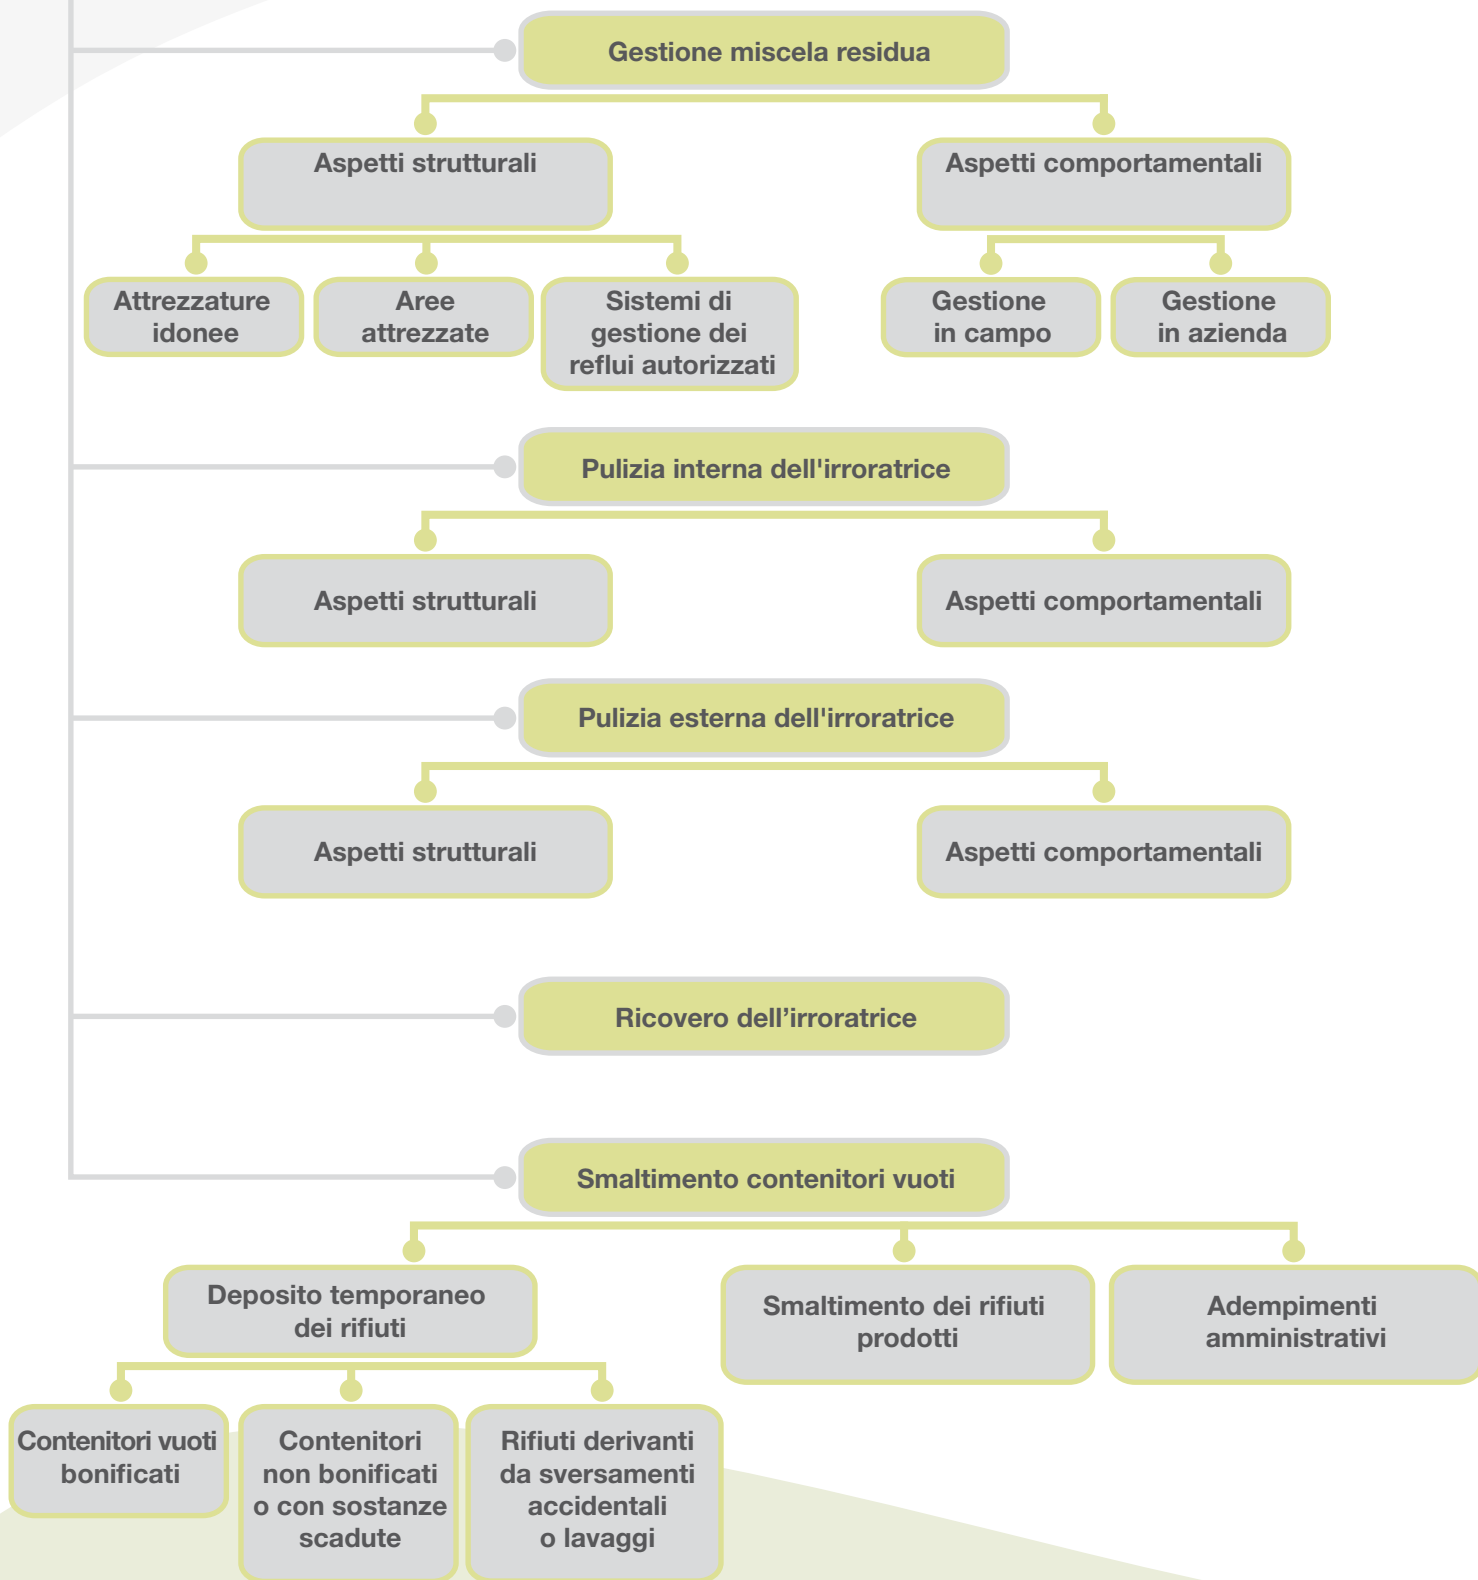 Gestione miscela residua
Aspetti strutturali
Aspetti comportamentali
Attrezzature
idonee
Aree
attrezzate
Sistemi di
gestione dei
reflui autorizzati
Gestione
in campo
Gestione
in azienda
Pulizia interna dell'irroratrice
Aspetti strutturali
Aspetti comportamentali
Pulizia esterna dell'irroratrice
Aspetti strutturali
Aspetti comportamentali
Ricovero dell’irroratrice
Smaltimento contenitori vuoti
Deposito temporaneo
dei rifiuti
Smaltimento dei rifiuti
prodotti
Adempimenti
amministrativi
Contenitori vuoti
bonificati
Contenitori
non bonificati
o con sostanze
scadute
Rifiuti derivanti
da sversamenti
accidentali
o lavaggi